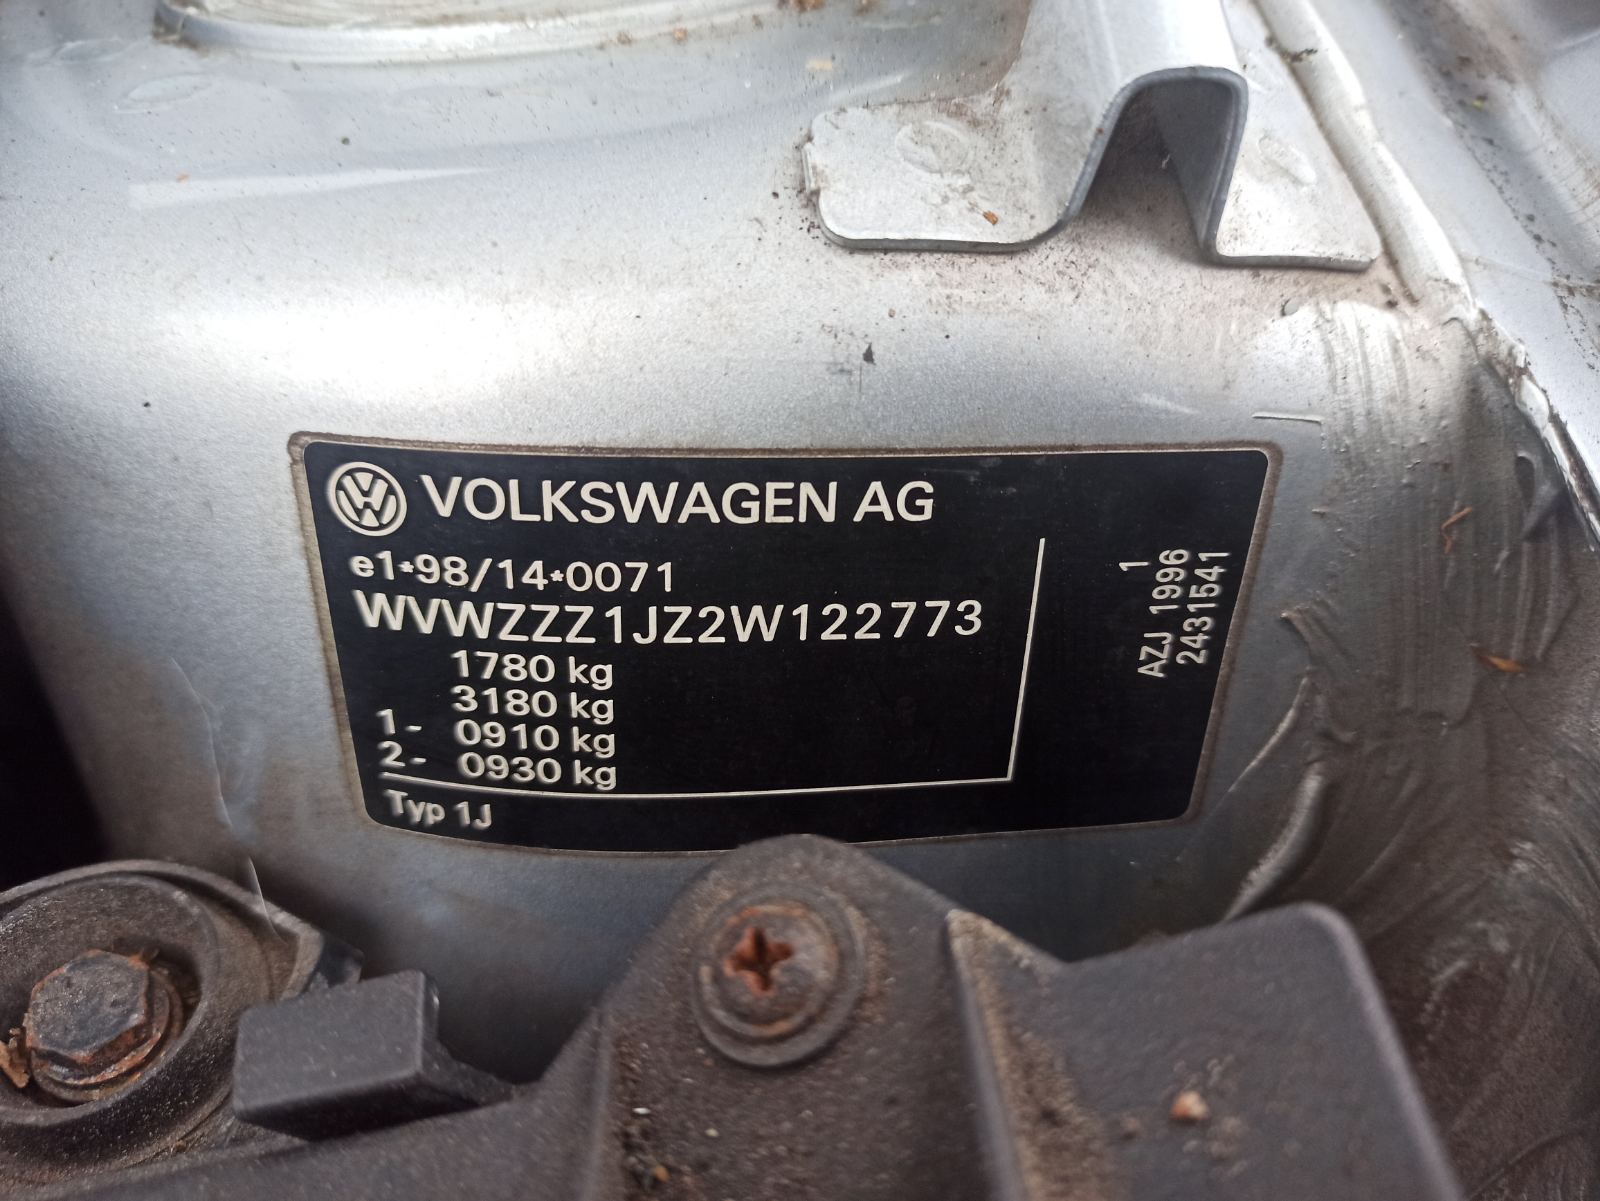 VOLKSWAGEN AG
e1*98/14*0071
WVWZZZ1JZ2W122773
1780 kg
3180 kg
1- 0910 kg
2- 0930 kg
Typ 1J
1
AZJ 1996
2431541